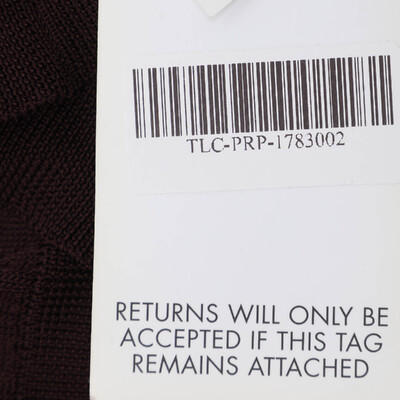 TLC-PRP-1783002
RETURNS WILL ONLY BE
ACCEPTED IF THIS TAG
REMAINS ATTACHED